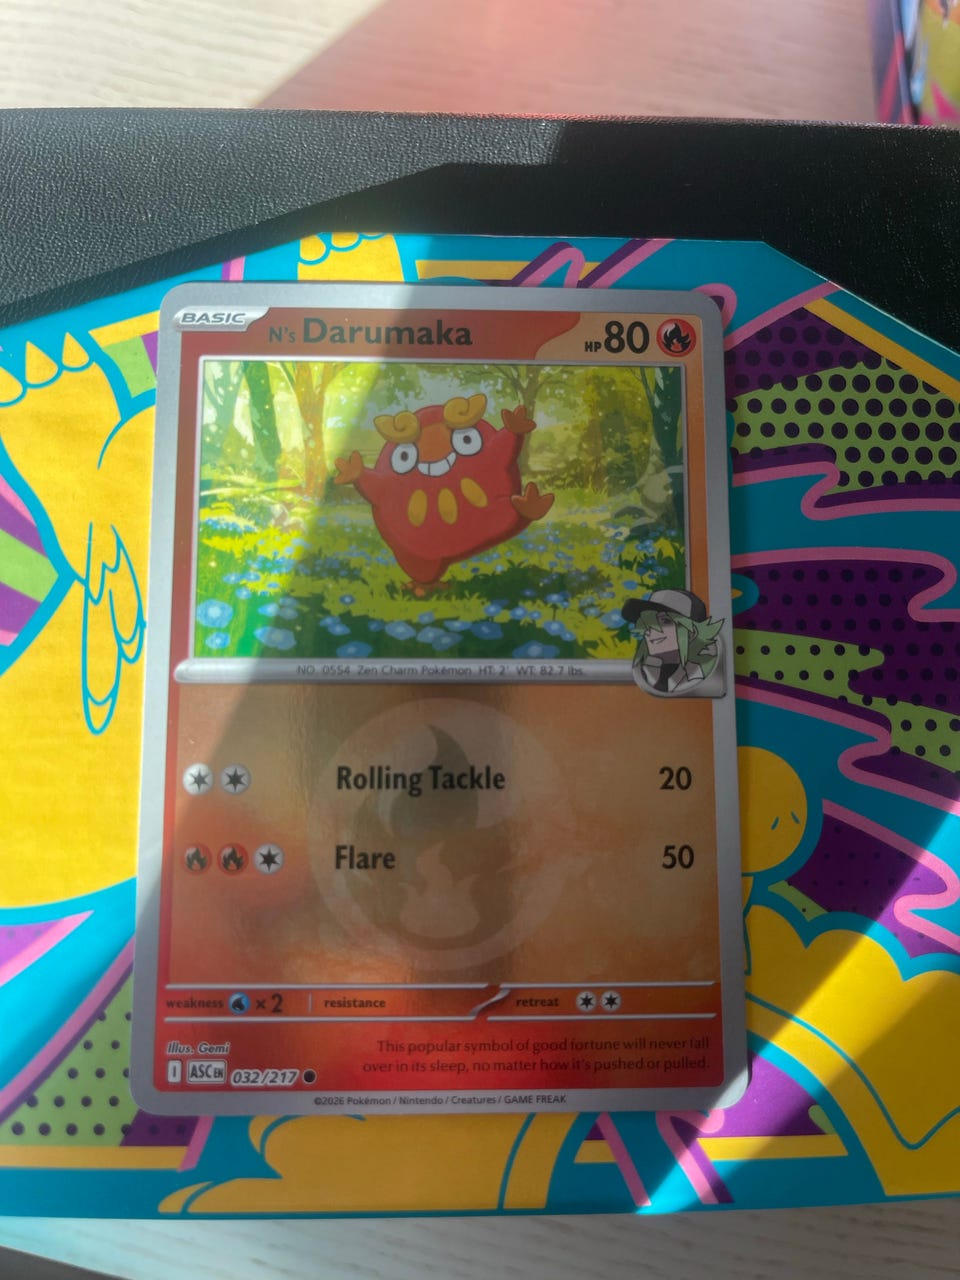 BASIC
N's Darumaka
HP 80
NO. 0554 Zen Charm Pokémon HT: 2' WT: 82.7 lbs.
Rolling Tackle 20
Flare 50
weakness ×2 resistance retreat
Illus. Gemi
This popular symbol of good fortune will never fall
over in its sleep, no matter how it's pushed or pulled.
I ASC EN 032/217
©2026 Pokémon / Nintendo / Creatures / GAME FREAK